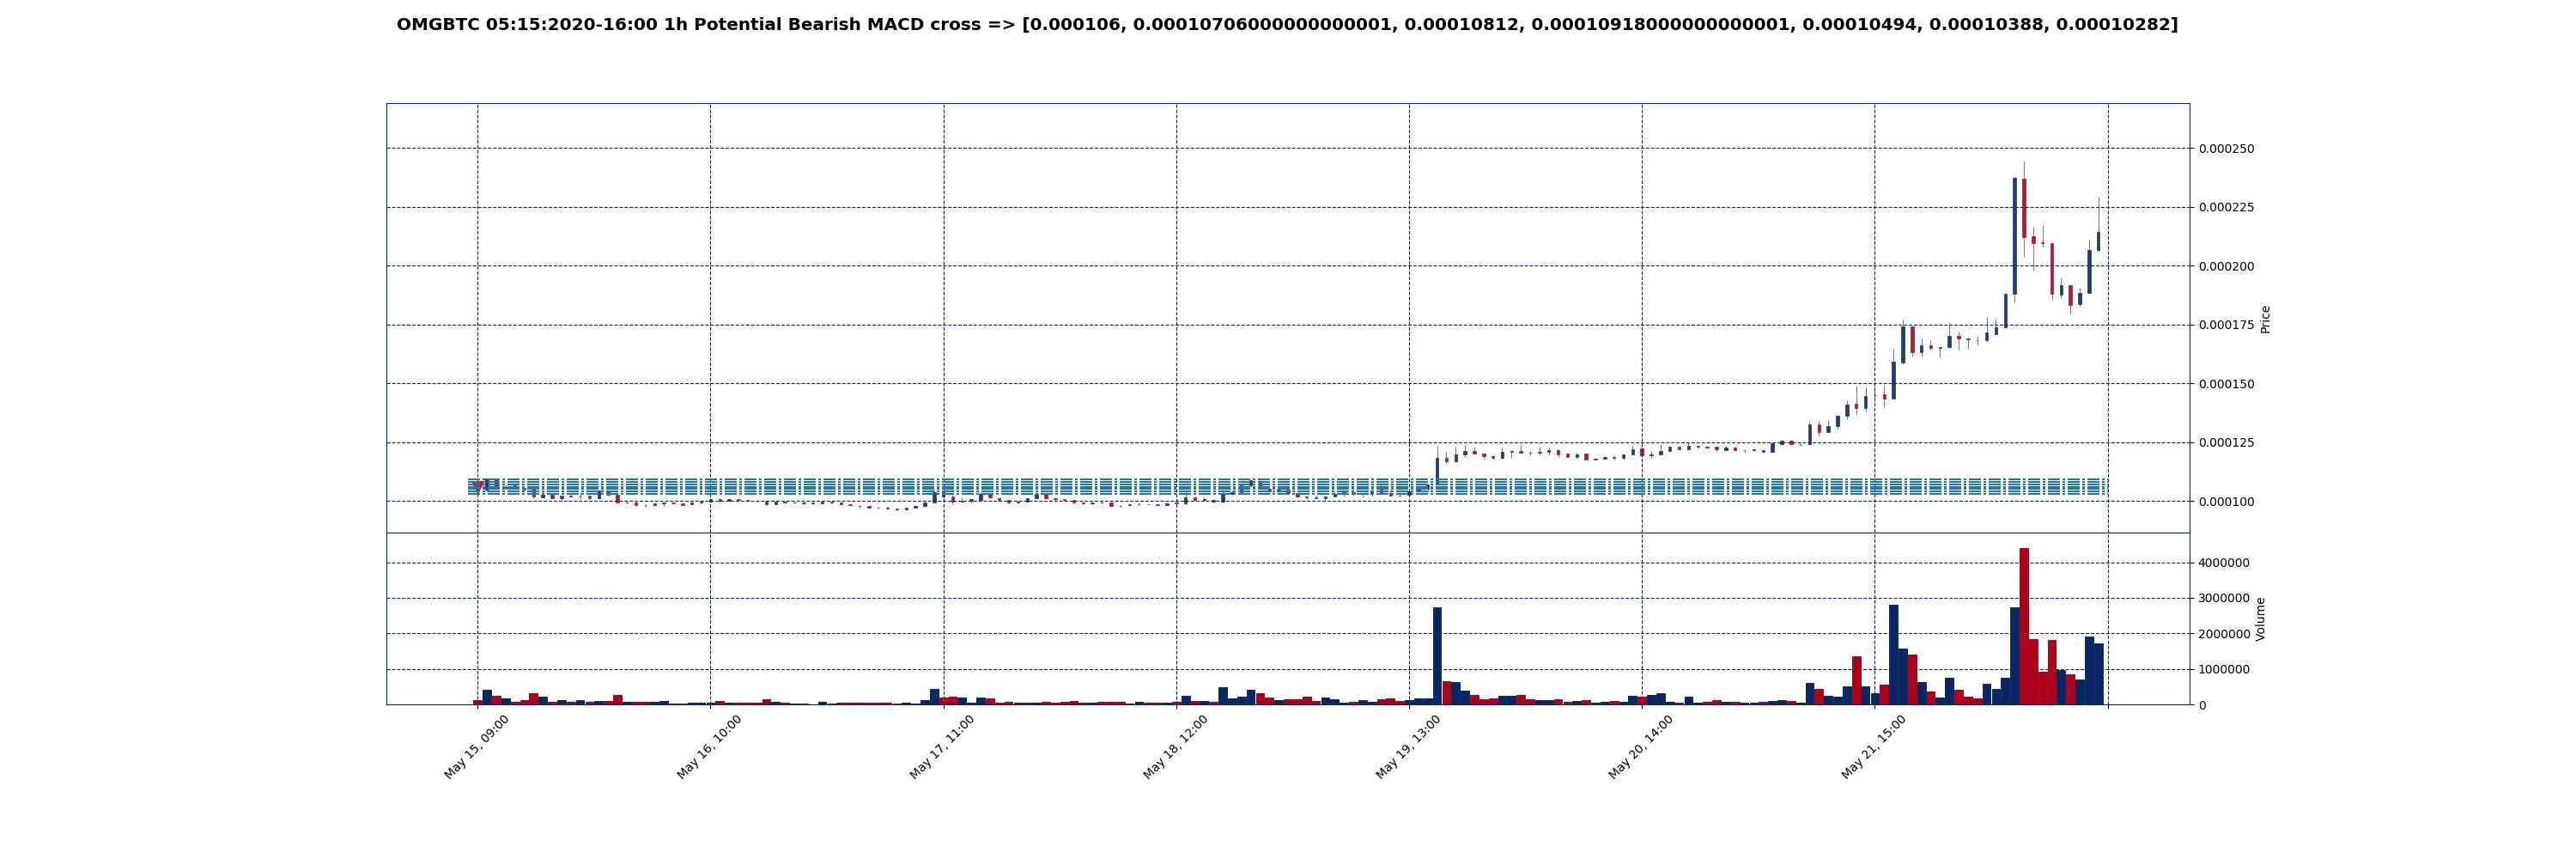 OMGBTC 05:15:2020-16:00 1h Potential Bearish MACD cross => [0.000106, 0.00010706000000000001, 0.00010812, 0.00010918000000000001, 0.00010494, 0.00010388, 0.00010282]
0.000250
0.000225
0.000200
0.000175
0.000150
0.000125
0.000100
Price
4000000
3000000
2000000
1000000
0
Volume
May 15, 09:00
May 16, 10:00
May 17, 11:00
May 18, 12:00
May 19, 13:00
May 20, 14:00
May 21, 15:00